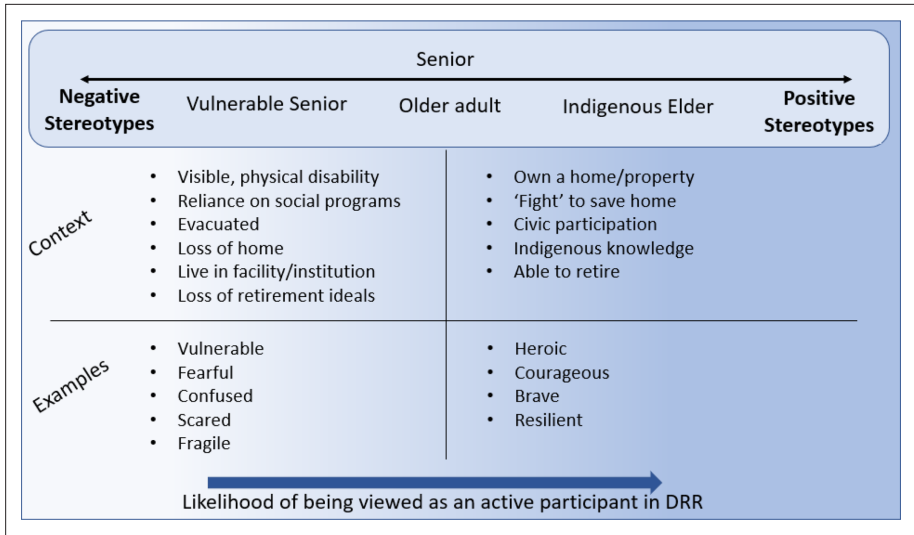 Senior
Negative Stereotypes
Vulnerable Senior
Older adult
Indigenous Elder
Positive Stereotypes
Context
• Visible, physical disability
• Reliance on social programs
• Evacuated
• Loss of home
• Live in facility/institution
• Loss of retirement ideals
• Own a home/property
• ‘Fight’ to save home
• Civic participation
• Indigenous knowledge
• Able to retire
Examples
• Vulnerable
• Fearful
• Confused
• Scared
• Fragile
• Heroic
• Courageous
• Brave
• Resilient
Likelihood of being viewed as an active participant in DRR